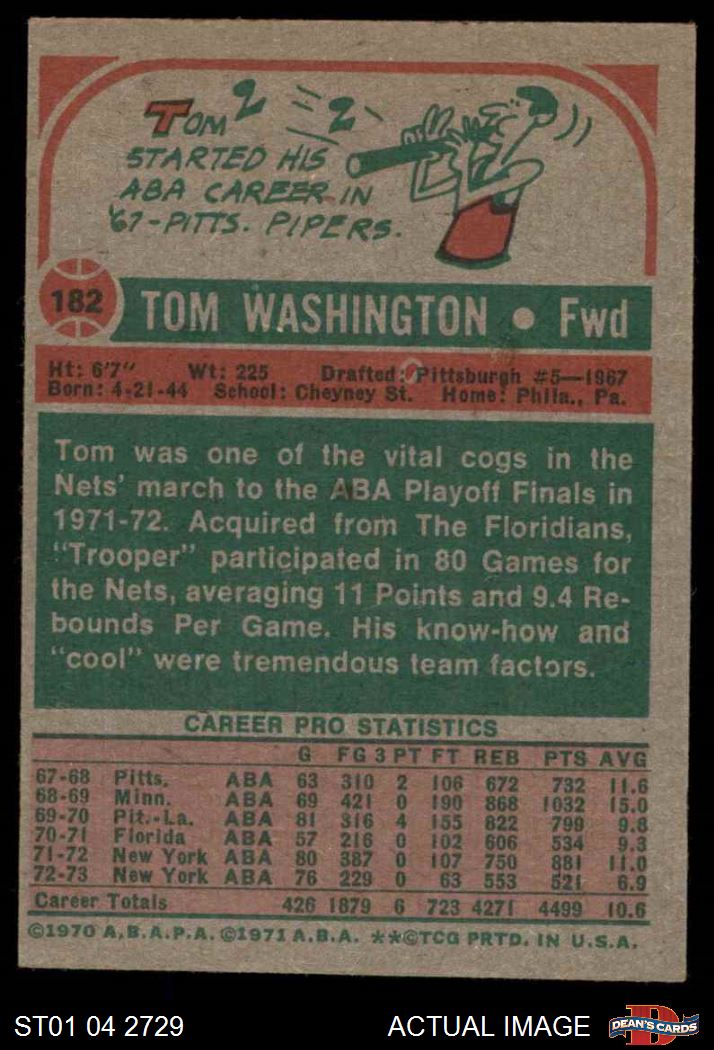 TOM
STARTED HIS
ABA CAREER IN
'67-PITTS. PIPERS.
182
TOM WASHINGTON • Fwd
Ht: 6'7" Wt: 225 Drafted: Pittsburgh #5—1967
Born: 4-21-44 School: Cheyney St. Home: Phila., Pa.
Tom was one of the vital cogs in the
Nets' march to the ABA Playoff Finals in
1971-72. Acquired from The Floridians,
"Trooper" participated in 80 Games for
the Nets, averaging 11 Points and 9.4 Re-
bounds Per Game. His know-how and
"cool" were tremendous team factors.
CAREER PRO STATISTICS
G FG 3 PT FT REB PTS AVG
67-68 Pitts. ABA 63 310 2 106 672 732 11.6
68-69 Minn. ABA 69 421 0 190 868 1032 15.0
69-70 Pit.-La. ABA 81 316 4 155 822 799 9.8
70-71 Florida ABA 57 216 0 102 606 534 9.3
71-72 New York ABA 80 387 0 107 750 881 11.0
72-73 New York ABA 76 229 0 63 553 521 6.9
Career Totals 426 1879 6 723 4271 4499 10.6
©1970 A.B.A.P.A. ©1971 A.B.A. **©TCG PRTD. IN U.S.A.
ST01 04 2729 ACTUAL IMAGE DEAN'S CARDS